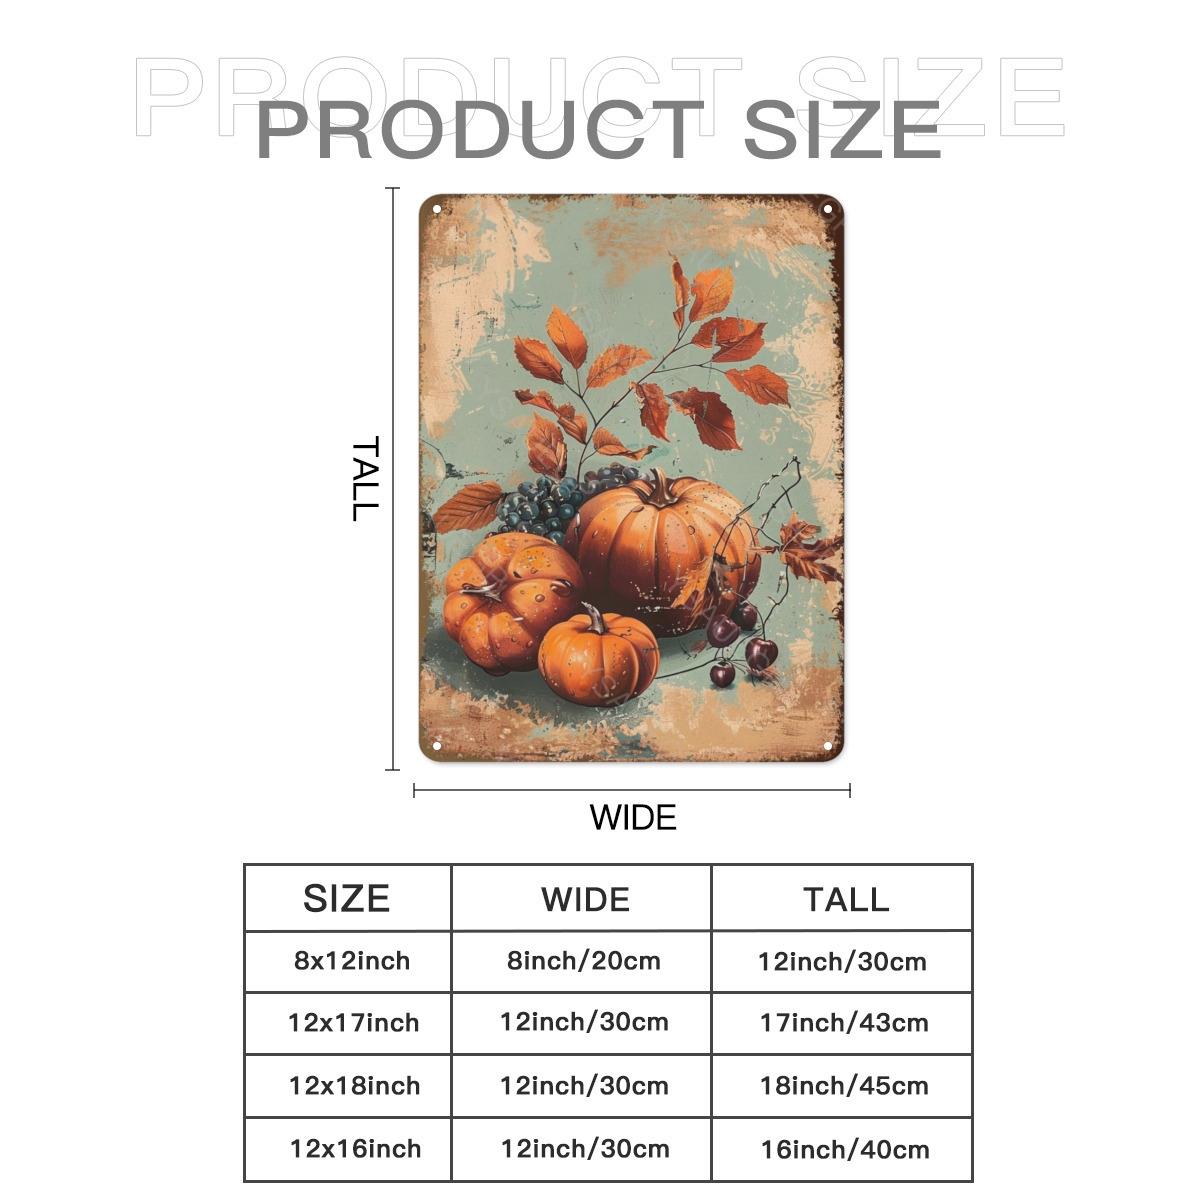 PRODUCT SIZE
PRODUCT SIZE
TALL
WIDE
SIZE WIDE TALL
8x12inch 8inch/20cm 12inch/30cm
12x17inch 12inch/30cm 17inch/43cm
12x18inch 12inch/30cm 18inch/45cm
12x16inch 12inch/30cm 16inch/40cm